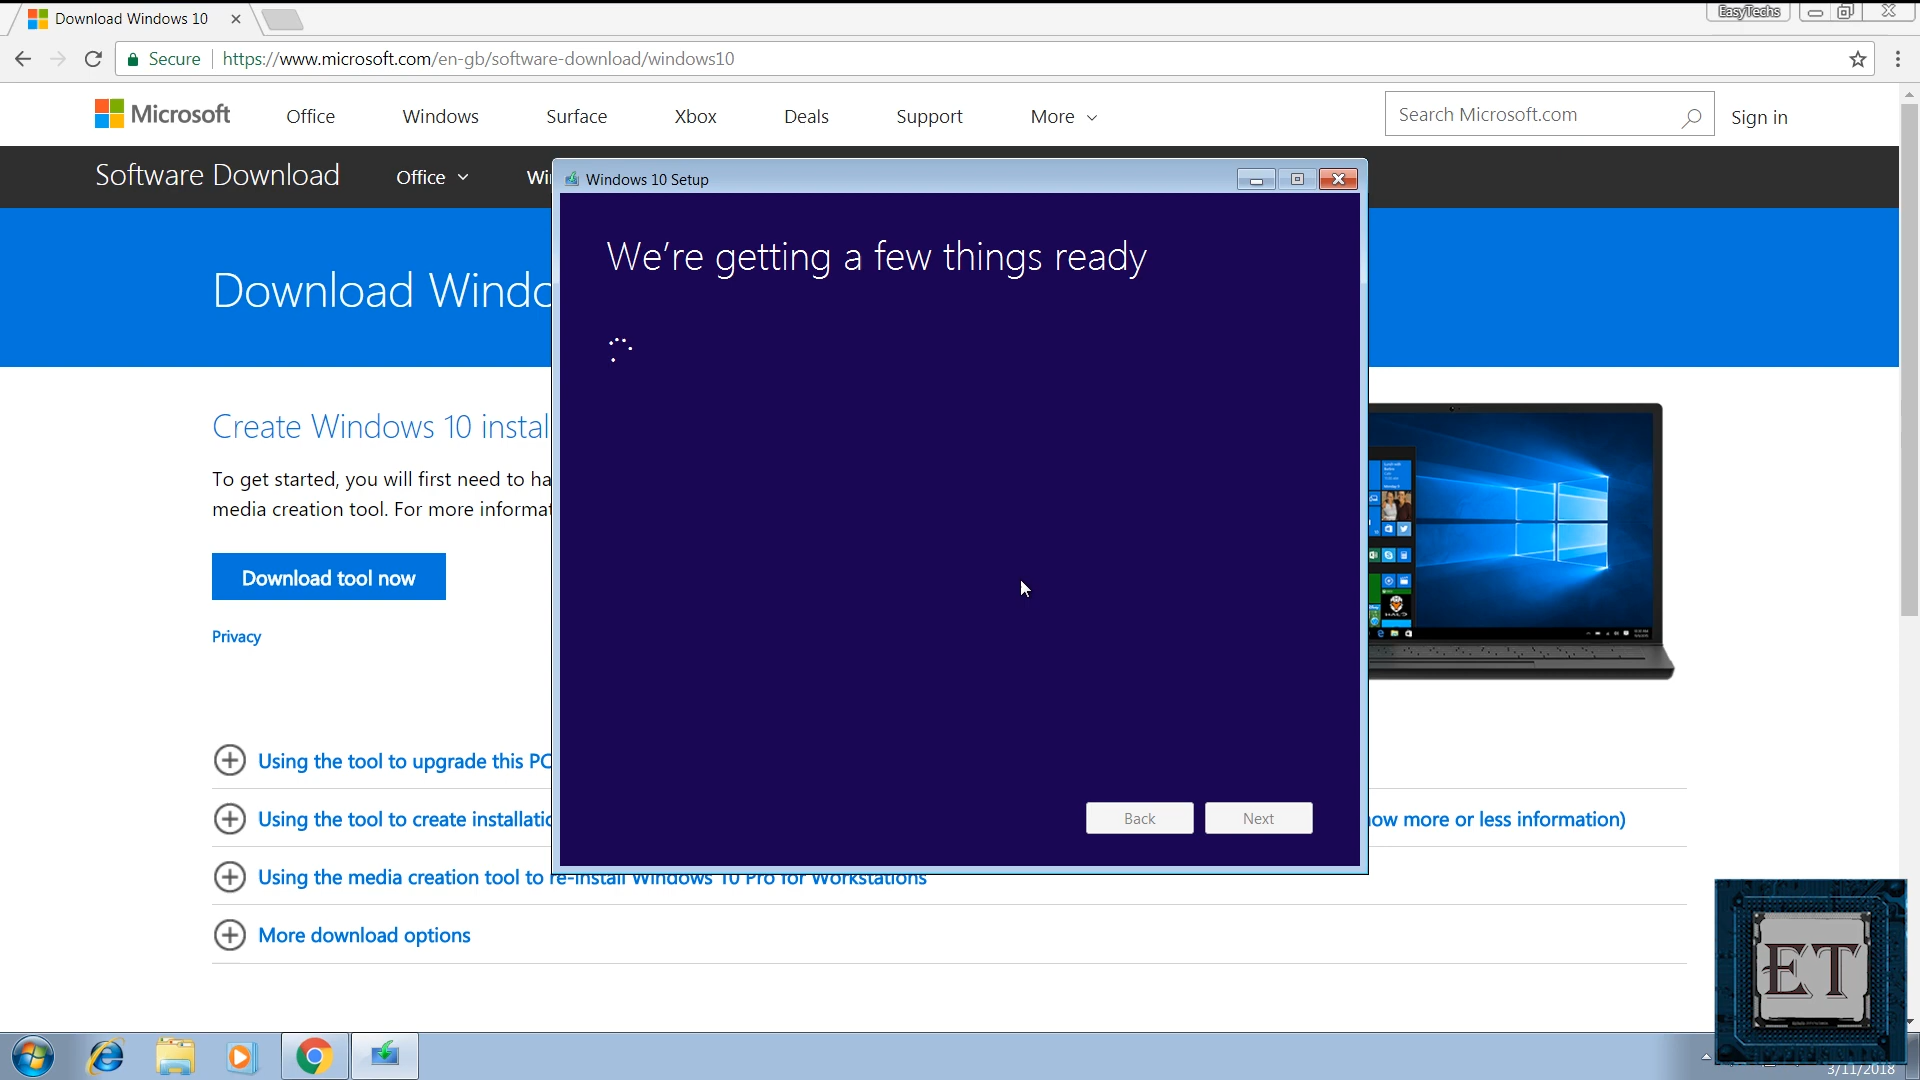 Download Windows 10
EasyTechs
Secure
https://www.microsoft.com/en-gb/software-download/windows10
Microsoft
Office
Windows
Surface
Xbox
Deals
Support
More
Search Microsoft.com
Sign in
Software Download
Office
Wi
Windows 10 Setup
We're getting a few things ready
Download Windo
Create Windows 10 instal
To get started, you will first need to ha
media creation tool. For more informat
Download tool now
Privacy
Using the tool to upgrade this PC
Using the tool to create installatio
how more or less information)
Back
Next
Using the media creation tool to re-install Windows 10 Pro for Workstations
More download options
ET
3/11/2018